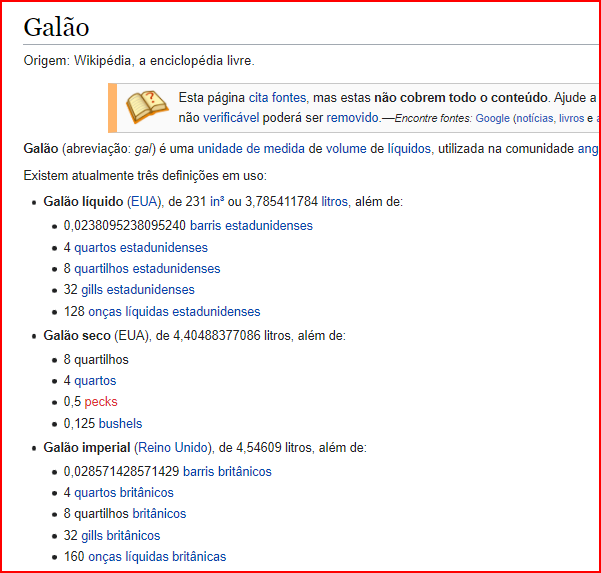 Galão
Origem: Wikipédia, a enciclopédia livre.
Esta página cita fontes, mas estas não cobrem todo o conteúdo. Ajude a
não verificável poderá ser removido.—Encontre fontes: Google (notícias, livros e a
Galão (abreviação: gal) é uma unidade de medida de volume de líquidos, utilizada na comunidade ang
Existem atualmente três definições em uso:
• Galão líquido (EUA), de 231 in³ ou 3,785411784 litros, além de:
• 0,0238095238095240 barris estadunidenses
• 4 quartos estadunidenses
• 8 quartilhos estadunidenses
• 32 gills estadunidenses
• 128 onças líquidas estadunidenses
• Galão seco (EUA), de 4,40488377086 litros, além de:
• 8 quartilhos
• 4 quartos
• 0,5 pecks
• 0,125 bushels
• Galão imperial (Reino Unido), de 4,54609 litros, além de:
• 0,028571428571429 barris britânicos
• 4 quartos britânicos
• 8 quartilhos britânicos
• 32 gills britânicos
• 160 onças líquidas britânicas